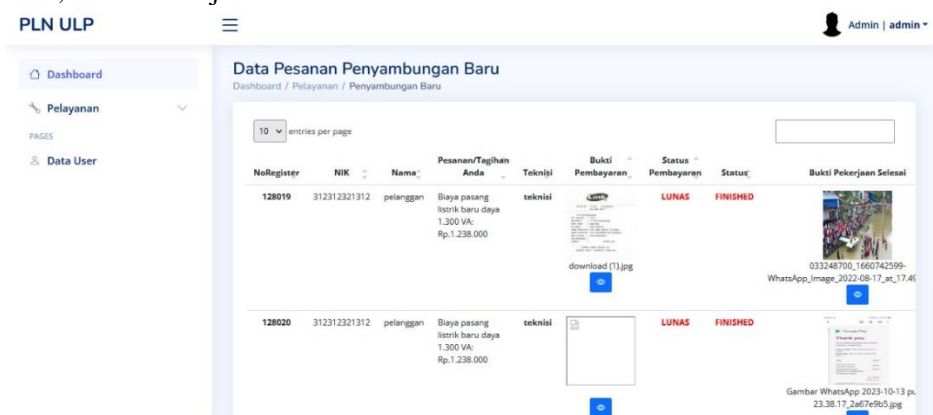 PLN ULP
Admin | admin
Dashboard
Pelayanan
PAGES
Data User
Data Pesanan Penyambungan Baru
Dashboard / Pelayanan / Penyambungan Baru
10 entries per page
NoRegister NIK Nama Pesanan/Tagihan Anda Teknisi Bukti Pembayaran Status Pembayaran Status Bukti Pekerjaan Selesai
128019 312312321312 pelanggan Biaya pasang teknisi LUNAS FINISHED
listrik baru daya
1.300 VA:
Rp.1.238.000
download (1).jpg
033248700_1660742599-
WhatsApp_Image_2022-08-17_at_17.49
128020 312312321312 pelanggan Biaya pasang teknisi LUNAS FINISHED
listrik baru daya
1.300 VA:
Rp.1.238.000
Thank you
Gambar WhatsApp 2023-10-13 pu
23.38.17_2a67e9b5.jpg